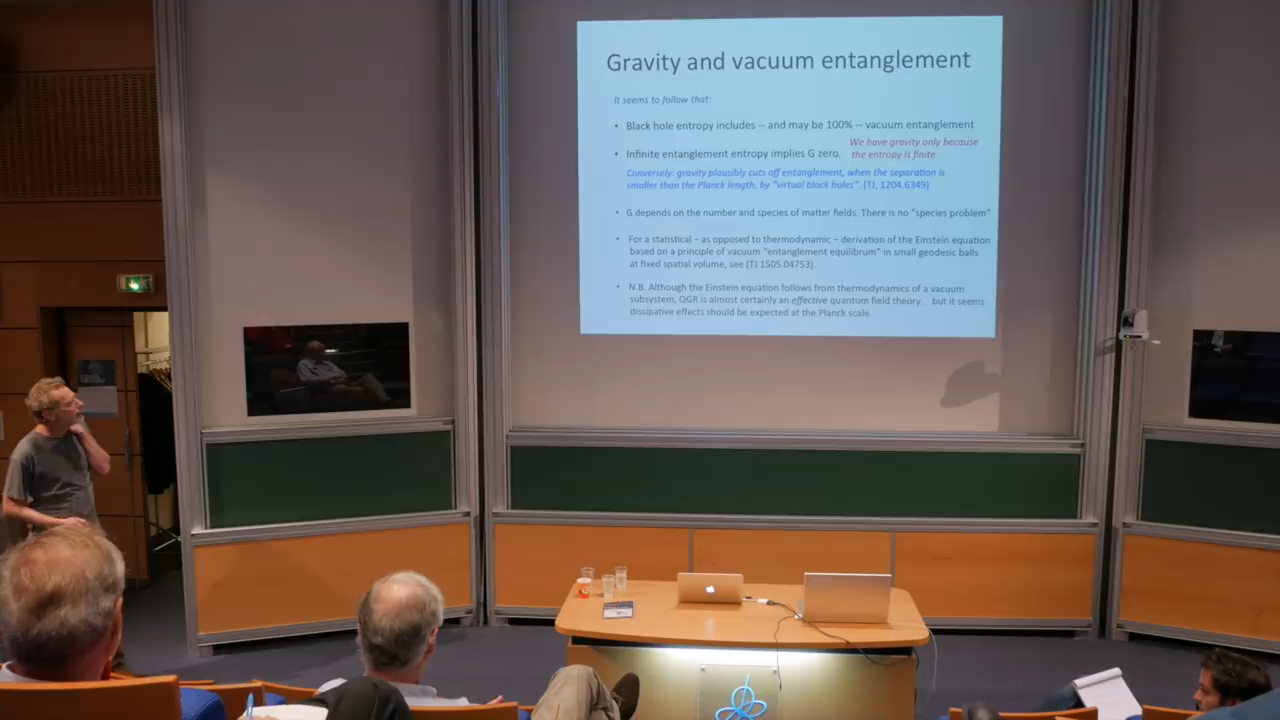 Gravity and vacuum entanglement
It seems to follow that:
• Black hole entropy includes -- and may be 100% -- vacuum entanglement
• Infinite entanglement entropy implies G zero.
We have gravity only because
the entropy is finite.
Conversely: gravity plausibly cuts off entanglement, when the separation is
smaller than the Planck length, by "virtual black holes". (TJ, 1204.6349)
• G depends on the number and species of matter fields. There is no "species problem"
• For a statistical – as opposed to thermodynamic – derivation of the Einstein equation
based on a principle of vacuum "entanglement equilibrum" in small geodesic balls
at fixed spatial volume, see (TJ 1505.04753).
• N.B. Although the Einstein equation follows from thermodynamics of a vacuum
subsystem, QGR is almost certainly an effective quantum field theory... but it seems
dissipative effects should be expected at the Planck scale.